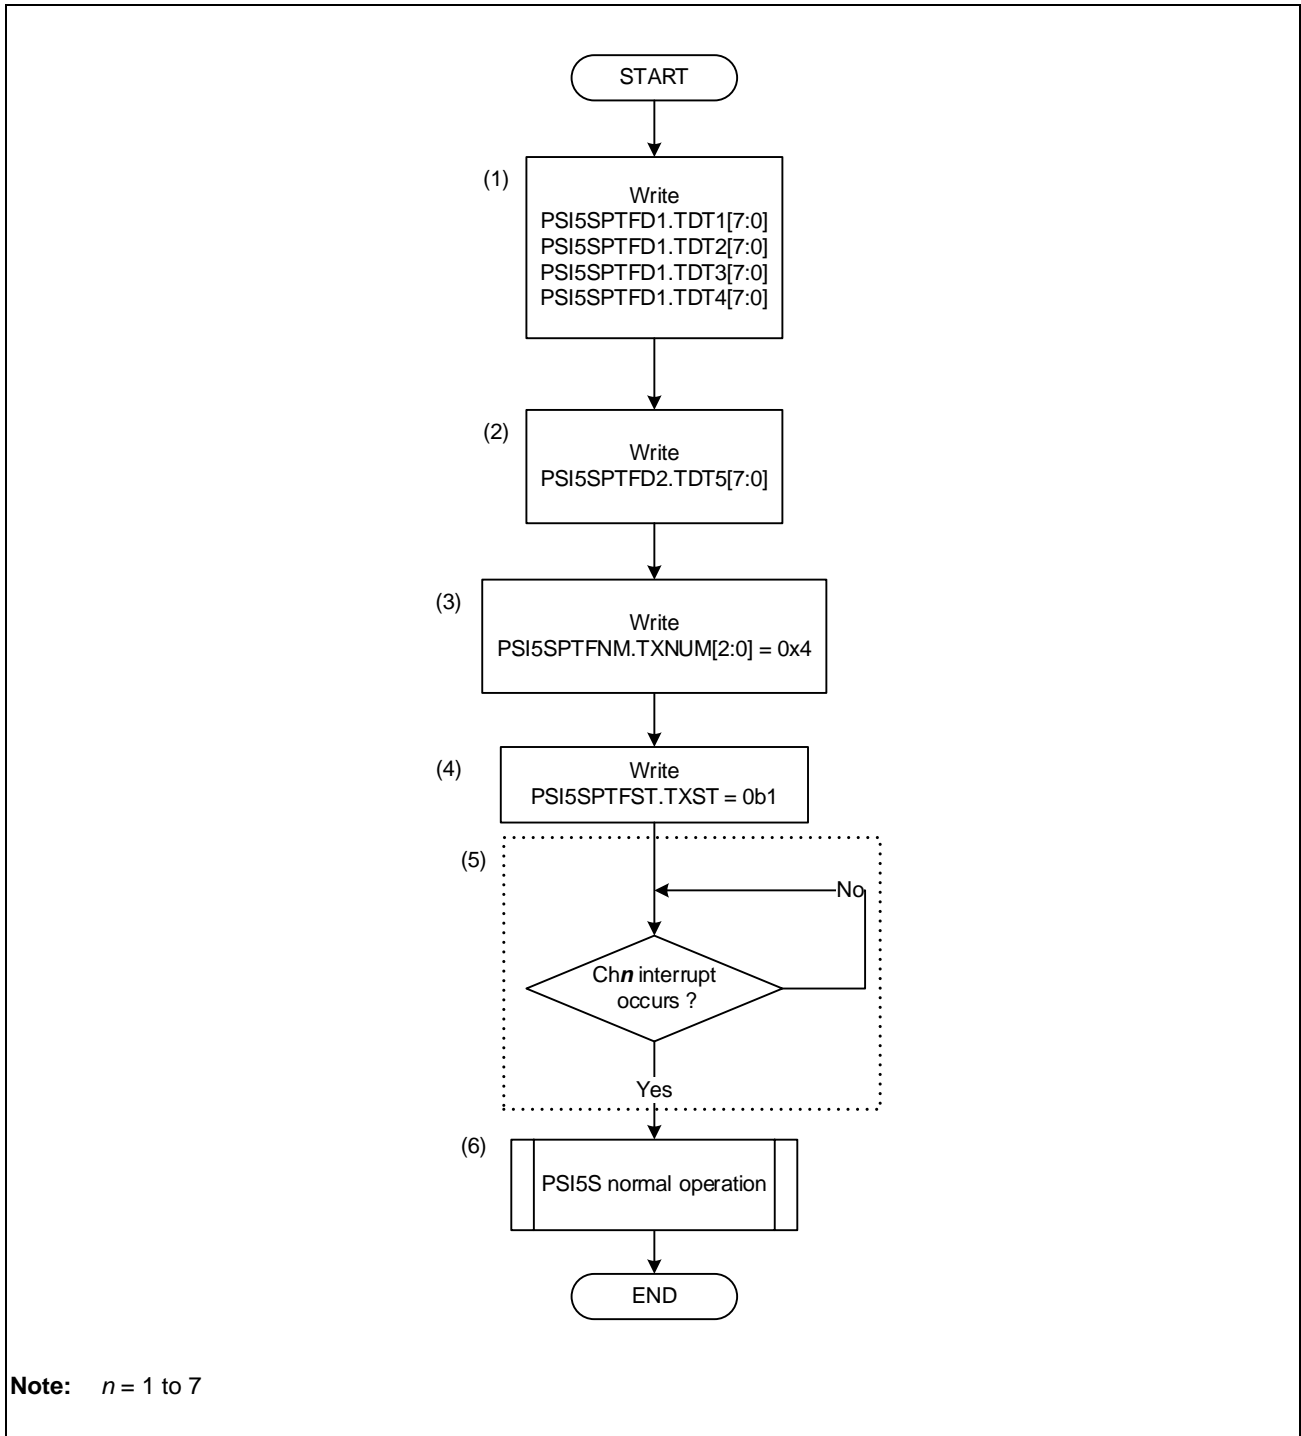 START
(1)
Write
PSI5SPTFD1.TDT1[7:0]
PSI5SPTFD1.TDT2[7:0]
PSI5SPTFD1.TDT3[7:0]
PSI5SPTFD1.TDT4[7:0]
(2)
Write
PSI5SPTFD2.TDT5[7:0]
(3)
Write
PSI5SPTFNM.TXNUM[2:0] = 0x4
(4)
Write
PSI5SPTFST.TXST = 0b1
(5)
No
Chn interrupt
occurs ?
Yes
(6)
PSI5S normal operation
END
Note: n = 1 to 7